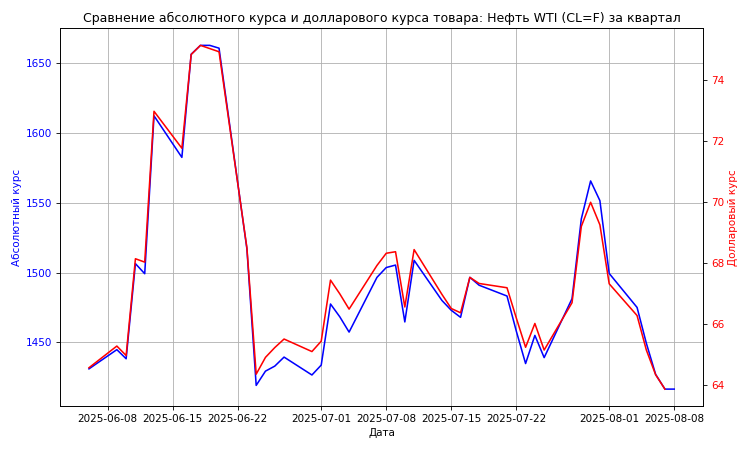 Сравнение абсолютного курса и долларового курса товара: Нефть WTI (CL=F) за квартал
Абсолютный курс
1650
1600
1550
1500
1450
74
72
70
68
66
64
Долларовый курс
2025-06-08 2025-06-15 2025-06-22 2025-07-01 2025-07-08 2025-07-15 2025-07-22 2025-08-01 2025-08-08
Дата